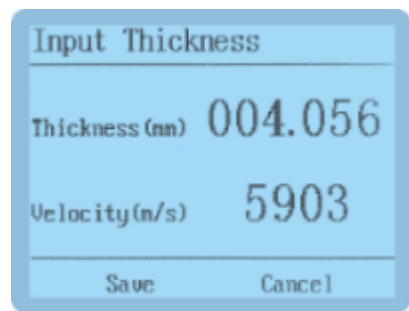 Input Thickness
Thickness(mm) 004.056
Velocity(m/s) 5903
Save Cancel